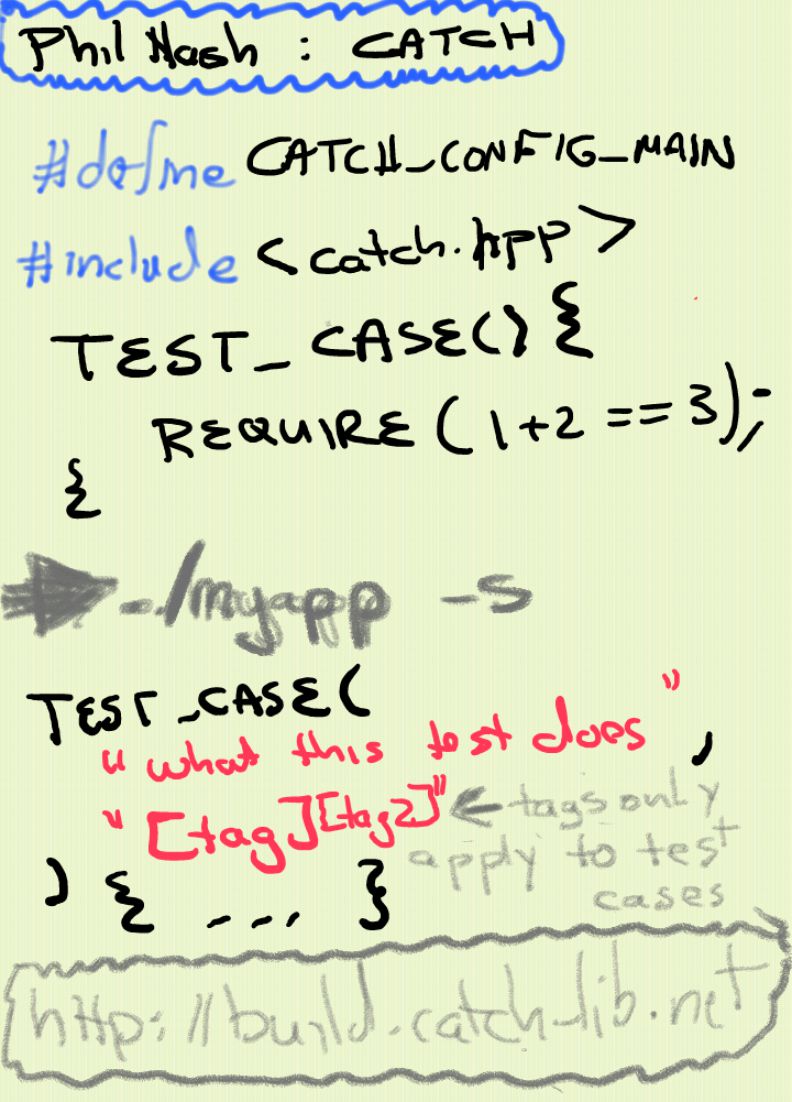 Phil Nash : CATCH
#define CATCH_CONFIG_MAIN
#include <catch.hpp>
TEST_CASE() {
REQUIRE (1+2 == 3);
{
./myapp -s
TEST_CASE(
"what this test does",
"[tag][tag2]" ← tags only
apply to test
cases
) { ... }
http://build.catch-lib.net